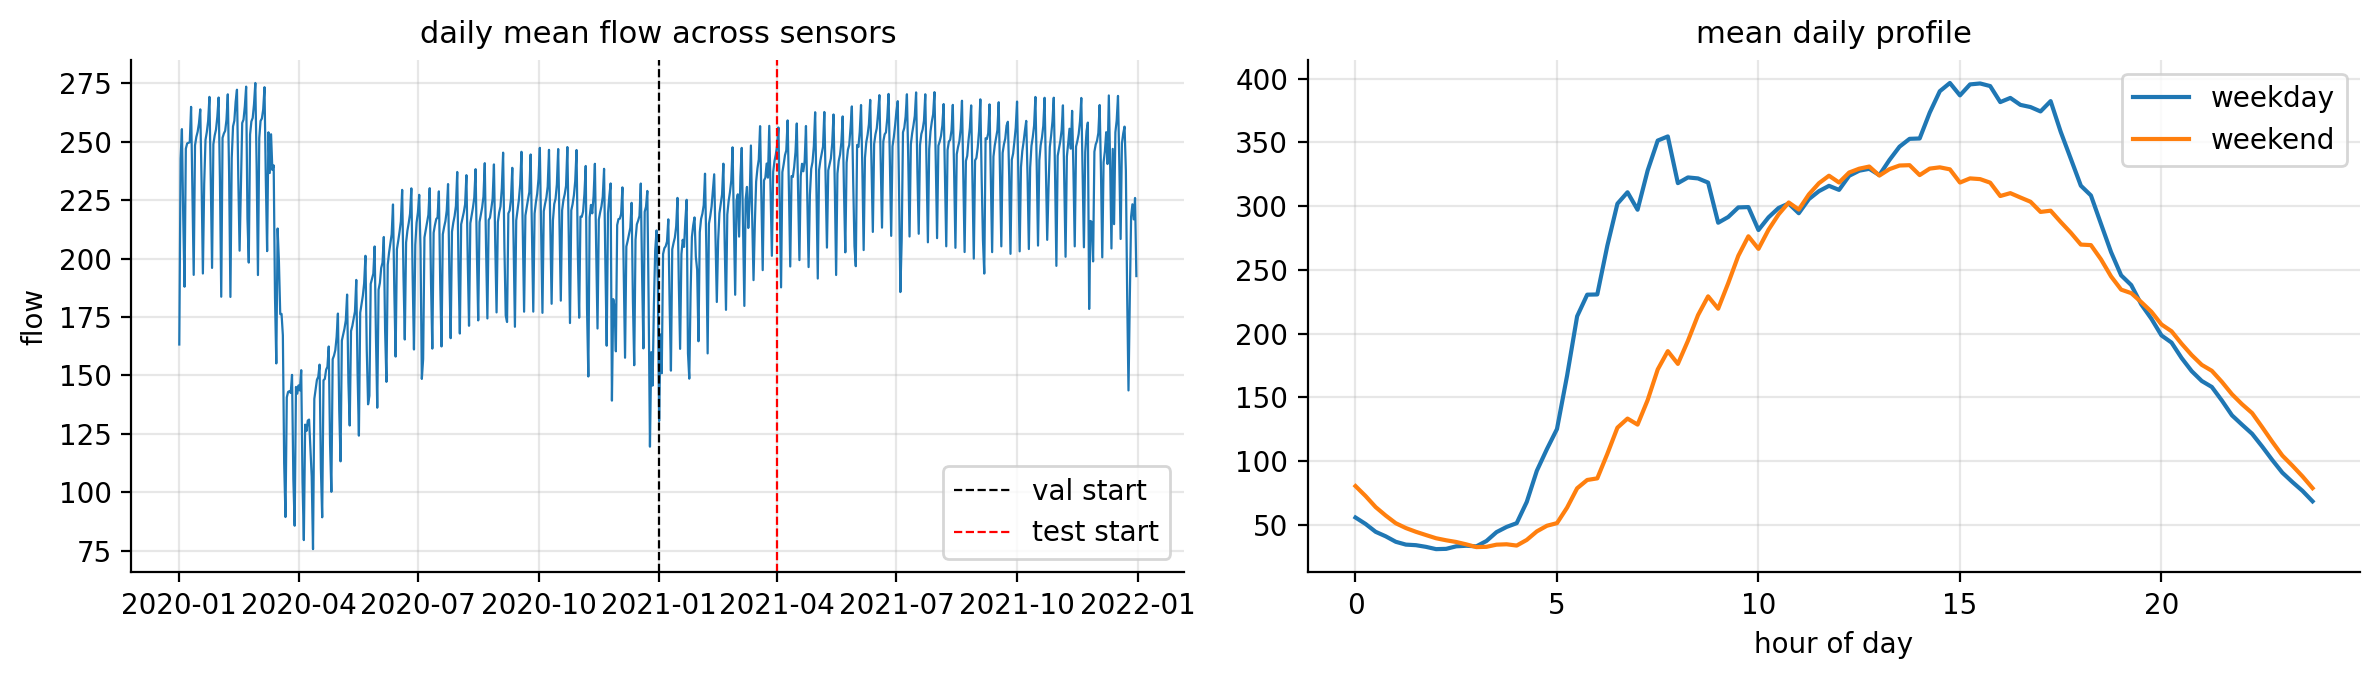 daily mean flow across sensors
275
250
225
200
175
150
125
100
75
flow
2020-01 2020-04 2020-07 2020-10 2021-01 2021-04 2021-07 2021-10 2022-01
val start
test start
mean daily profile
400
350
300
250
200
150
100
50
0 5 10 15 20
hour of day
weekday
weekend